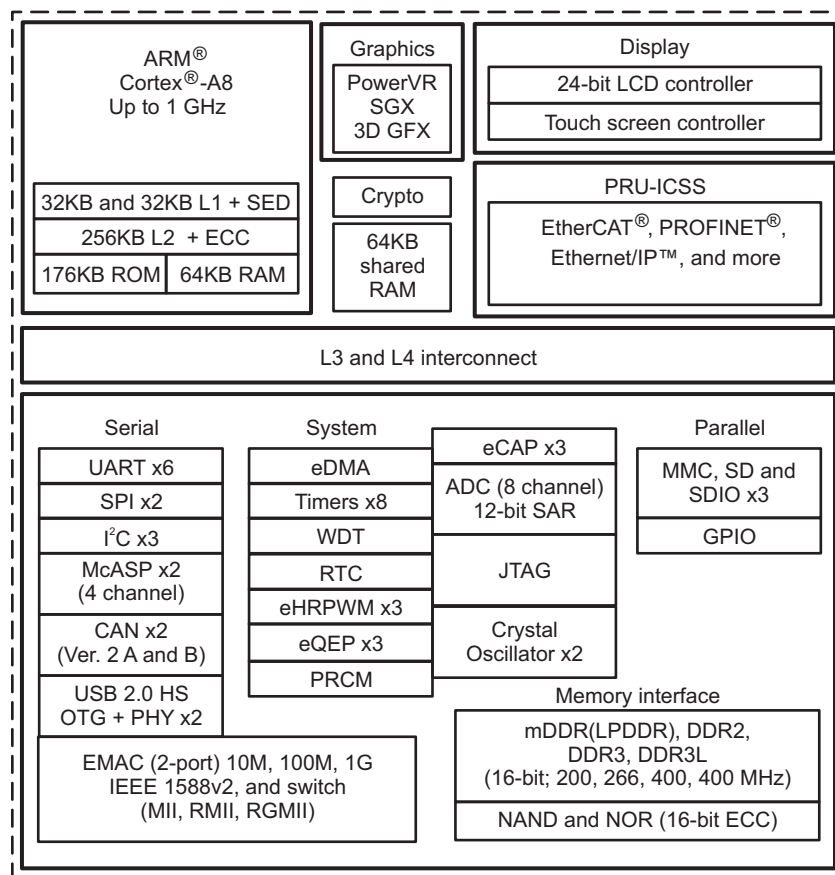 ARM®
Cortex®-A8
Up to 1 GHz
32KB and 32KB L1 + SED
256KB L2 + ECC
176KB ROM
64KB RAM
Graphics
PowerVR
SGX
3D GFX
Crypto
64KB
shared
RAM
Display
24-bit LCD controller
Touch screen controller
PRU-ICSS
EtherCAT®, PROFINET®,
Ethernet/IP™, and more
L3 and L4 interconnect
Serial
UART x6
SPI x2
I²C x3
McASP x2
(4 channel)
CAN x2
(Ver. 2 A and B)
USB 2.0 HS
OTG + PHY x2
EMAC (2-port) 10M, 100M, 1G
IEEE 1588v2, and switch
(MII, RMII, RGMII)
System
eDMA
Timers x8
WDT
RTC
eHRPWM x3
eQEP x3
PRCM
eCAP x3
ADC (8 channel)
12-bit SAR
JTAG
Crystal
Oscillator x2
Parallel
MMC, SD and
SDIO x3
GPIO
Memory interface
mDDR(LPDDR), DDR2,
DDR3, DDR3L
(16-bit; 200, 266, 400, 400 MHz)
NAND and NOR (16-bit ECC)